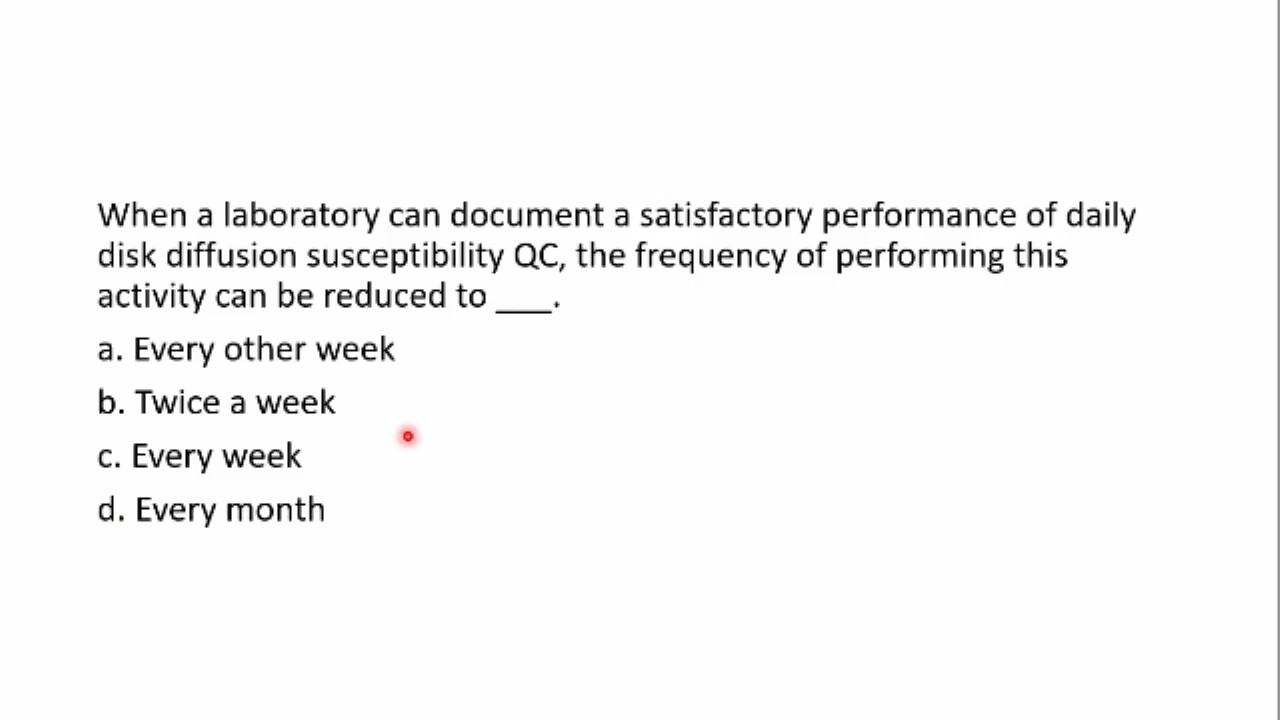 When a laboratory can document a satisfactory performance of daily
disk diffusion susceptibility QC, the frequency of performing this
activity can be reduced to ___.
a. Every other week
b. Twice a week
c. Every week
d. Every month